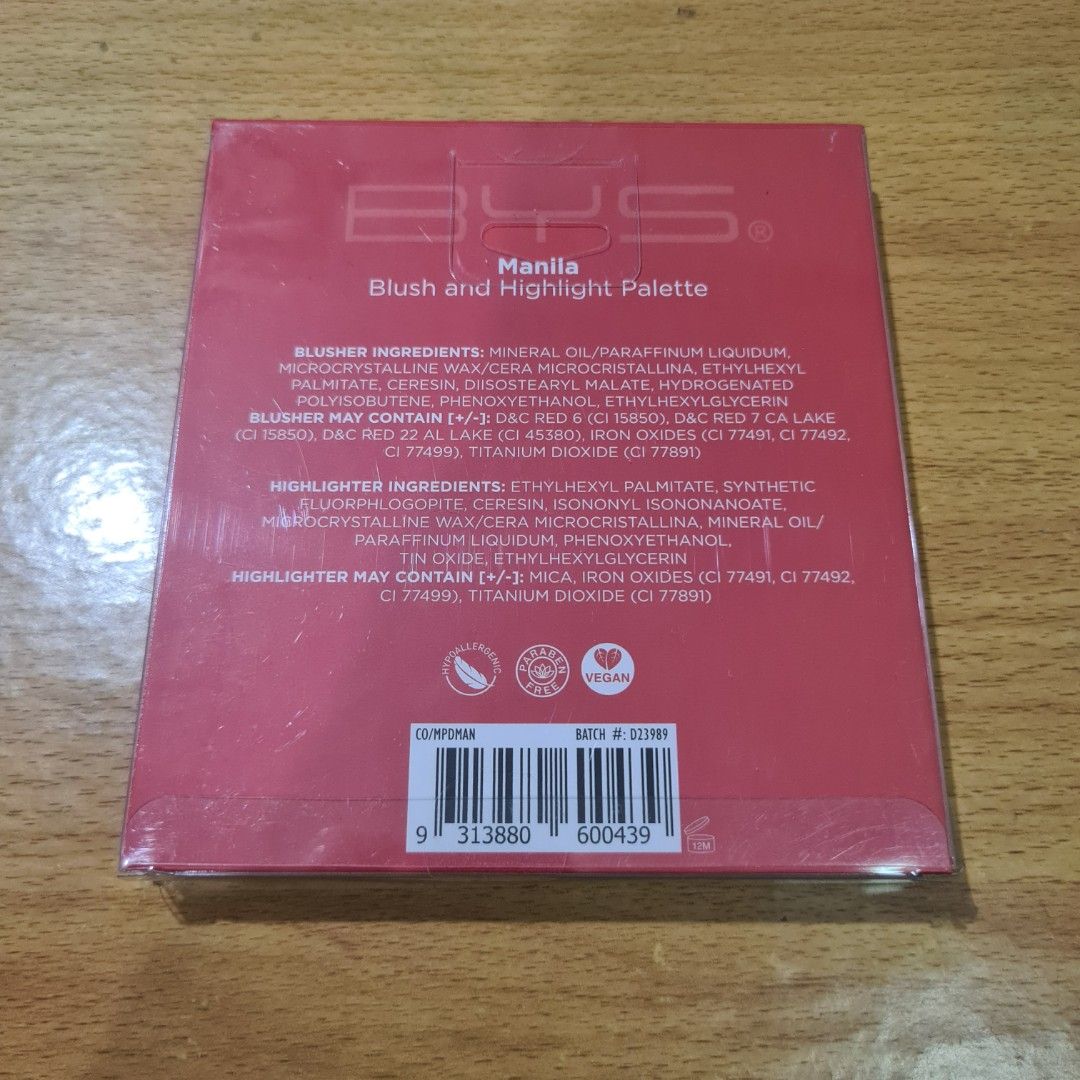 BYS®
Manila
Blush and Highlight Palette
BLUSHER INGREDIENTS: MINERAL OIL/PARAFFINUM LIQUIDUM,
MICROCRYSTALLINE WAX/CERA MICROCRISTALLINA, ETHYLHEXYL
PALMITATE, CERESIN, DIISOSTEARYL MALATE, HYDROGENATED
POLYISOBUTENE, PHENOXYETHANOL, ETHYLHEXYLGLYCERIN
BLUSHER MAY CONTAIN [+/-]: D&C RED 6 (CI 15850), D&C RED 7 CA LAKE
(CI 15850), D&C RED 22 AL LAKE (CI 45380), IRON OXIDES (CI 77491, CI 77492,
CI 77499), TITANIUM DIOXIDE (CI 77891)
HIGHLIGHTER INGREDIENTS: ETHYLHEXYL PALMITATE, SYNTHETIC
FLUORPHLOGOPITE, CERESIN, ISONONYL ISONONANOATE,
MICROCRYSTALLINE WAX/CERA MICROCRISTALLINA, MINERAL OIL/
PARAFFINUM LIQUIDUM, PHENOXYETHANOL,
TIN OXIDE, ETHYLHEXYLGLYCERIN
HIGHLIGHTER MAY CONTAIN [+/-]: MICA, IRON OXIDES (CI 77491, CI 77492,
CI 77499), TITANIUM DIOXIDE (CI 77891)
HYPOALLERGENIC
PARABEN FREE
VEGAN
CO/MPDMAN BATCH #: D23989
9 313880 600439
12M